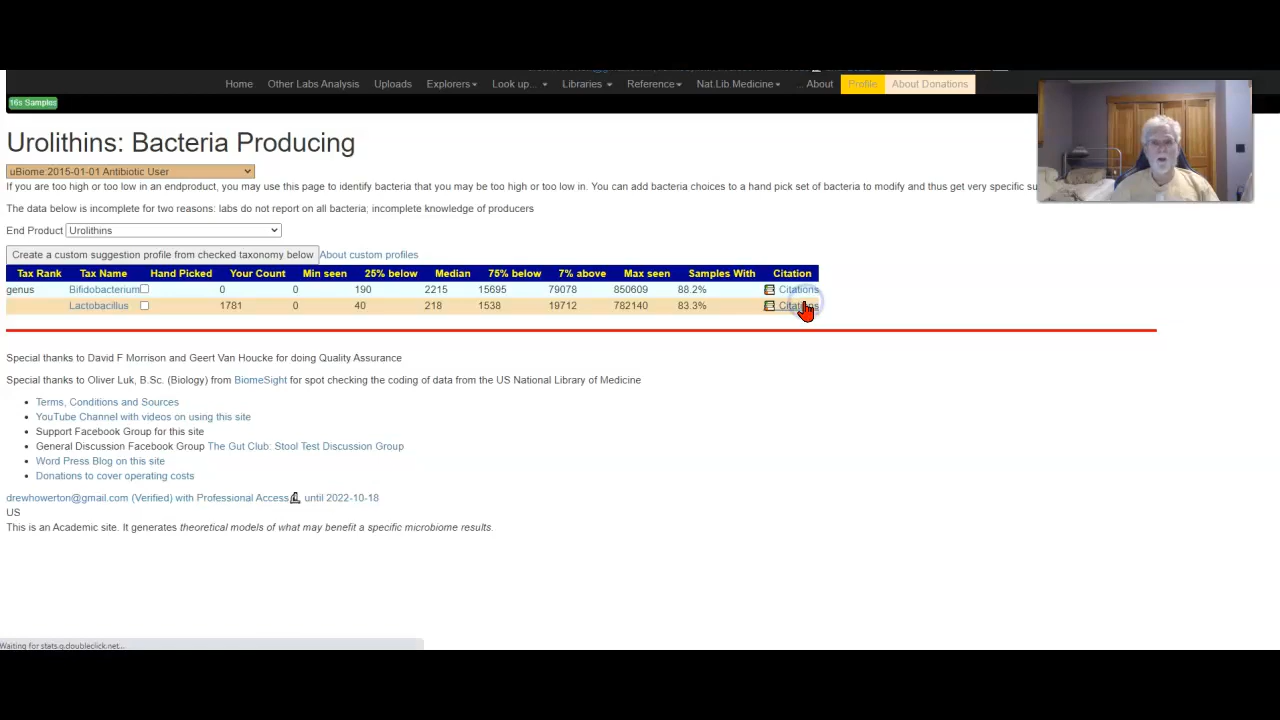 Home Other Labs Analysis Uploads Explorers Look up... Libraries Reference Nat.Lib.Medicine .. About Profile About Donations
16s Samples
Urolithins: Bacteria Producing
uBiome 2015-01-01 Antibiotic User
If you are too high or too low in an endproduct, you may use this page to identify bacteria that you may be too high or too low in. You can add bacteria choices to a hand pick set of bacteria to modify and thus get very specific su
The data below is incomplete for two reasons: labs do not report on all bacteria; incomplete knowledge of producers
End Product Urolithins
Create a custom suggestion profile from checked taxonomy below About custom profiles
Tax Rank Tax Name Hand Picked Your Count Min seen 25% below Median 75% below 7% above Max seen Samples With Citation
genus Bifidobacterium 0 0 190 2215 15695 79078 850609 88.2% Citations
Lactobacillus 1781 0 40 218 1538 19712 782140 83.3% Citations
Special thanks to David F Morrison and Geert Van Houcke for doing Quality Assurance
Special thanks to Oliver Luk, B.Sc. (Biology) from BiomeSight for spot checking the coding of data from the US National Library of Medicine
• Terms, Conditions and Sources
• YouTube Channel with videos on using this site
• Support Facebook Group for this site
• General Discussion Facebook Group The Gut Club: Stool Test Discussion Group
• Word Press Blog on this site
• Donations to cover operating costs
drewhowerton@gmail.com (Verified) with Professional Access until 2022-10-18
US
This is an Academic site. It generates theoretical models of what may benefit a specific microbiome results.
Waiting for stats.g.doubleclick.net...